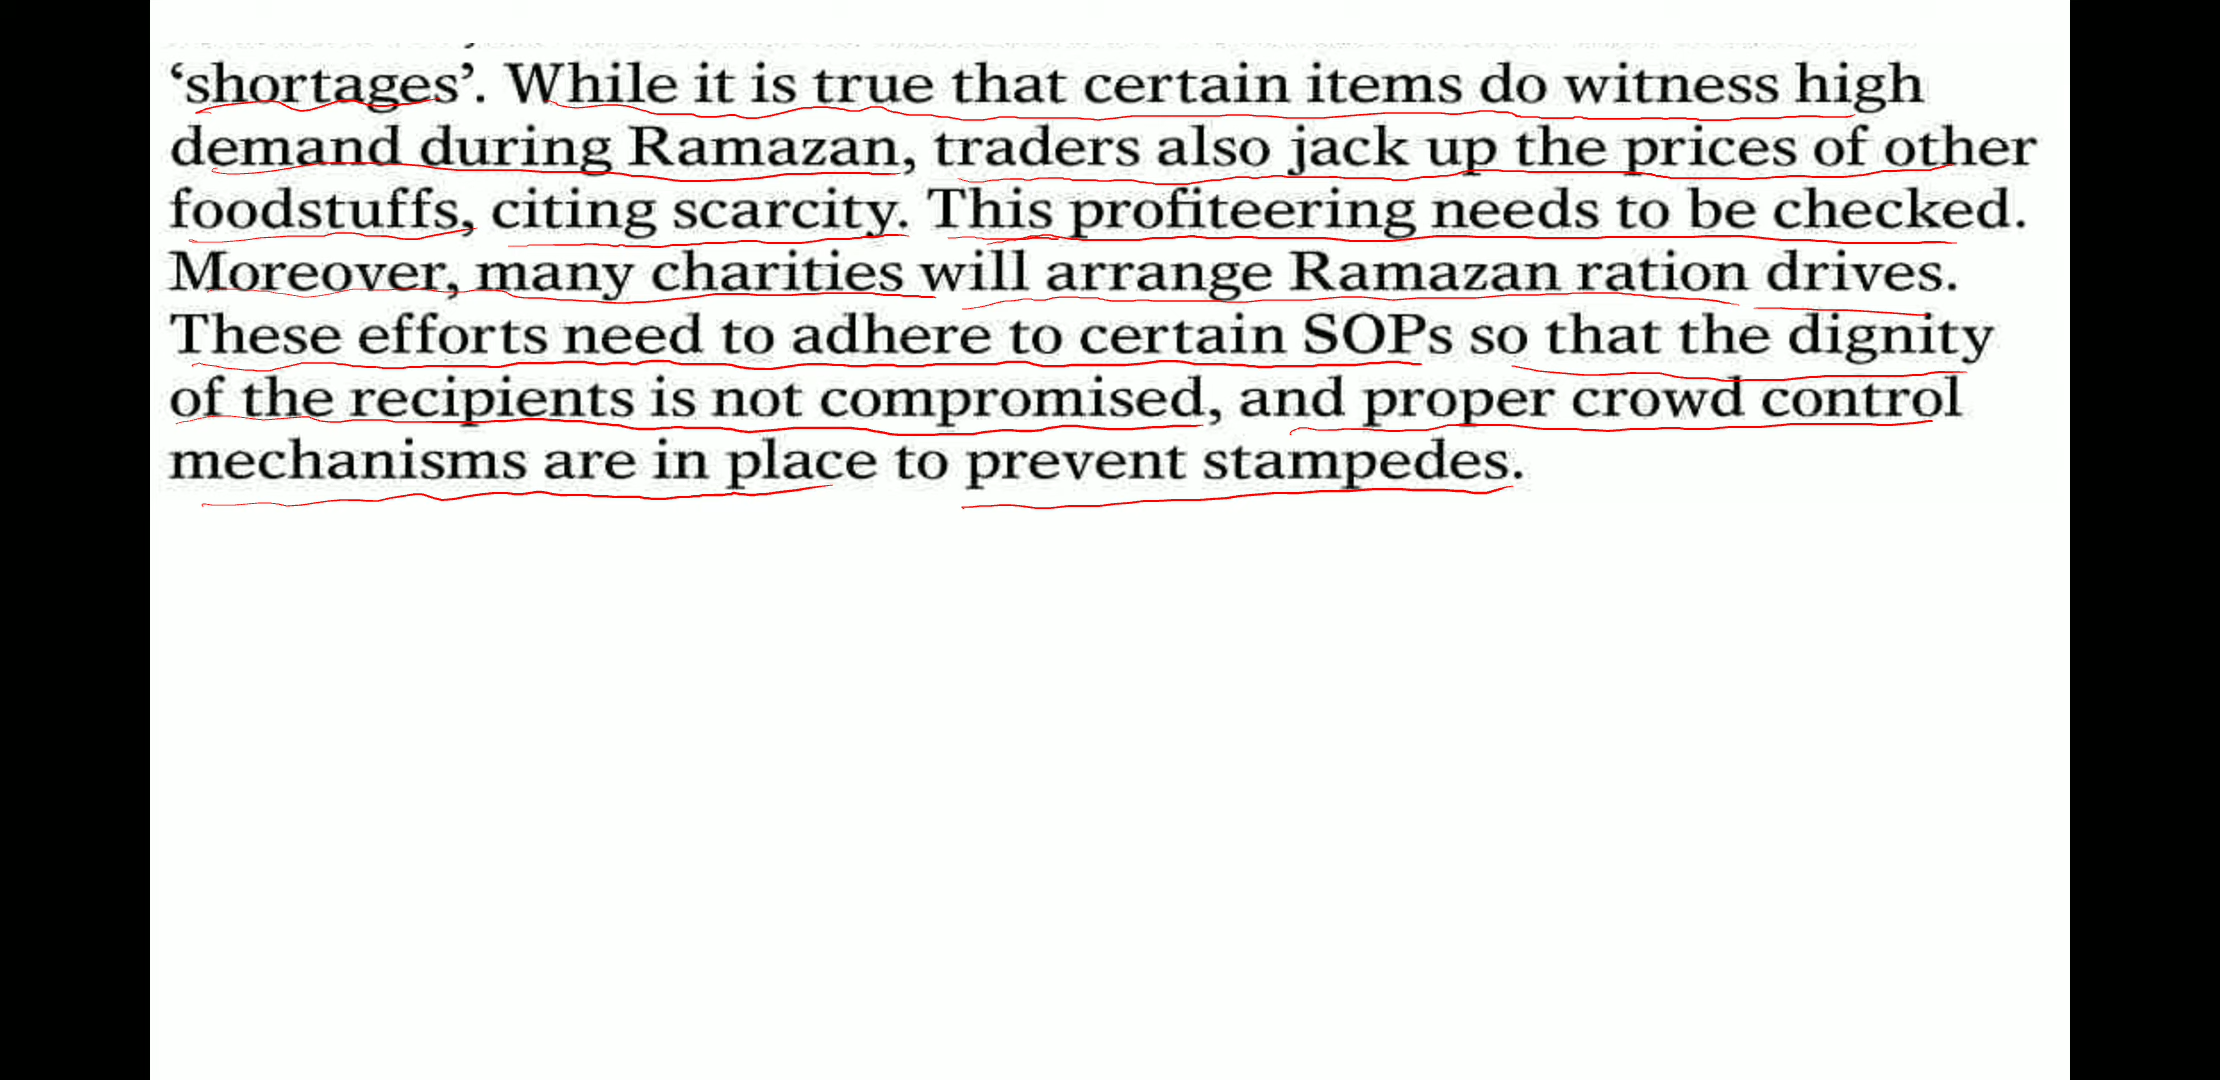 ‘shortages’. While it is true that certain items do witness high
demand during Ramazan, traders also jack up the prices of other
foodstuffs, citing scarcity. This profiteering needs to be checked.
Moreover, many charities will arrange Ramazan ration drives.
These efforts need to adhere to certain SOPs so that the dignity
of the recipients is not compromised, and proper crowd control
mechanisms are in place to prevent stampedes.